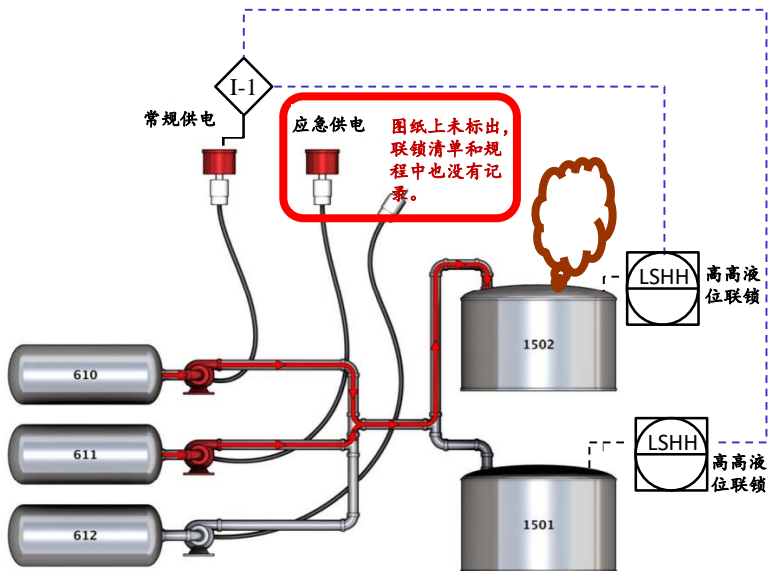 I-1
常规供电
应急供电
图纸上未标出，
联锁清单和规
程中也没有记
录。
LSHH
高高液
位联锁
1502
610
LSHH
高高液
位联锁
611
1501
612